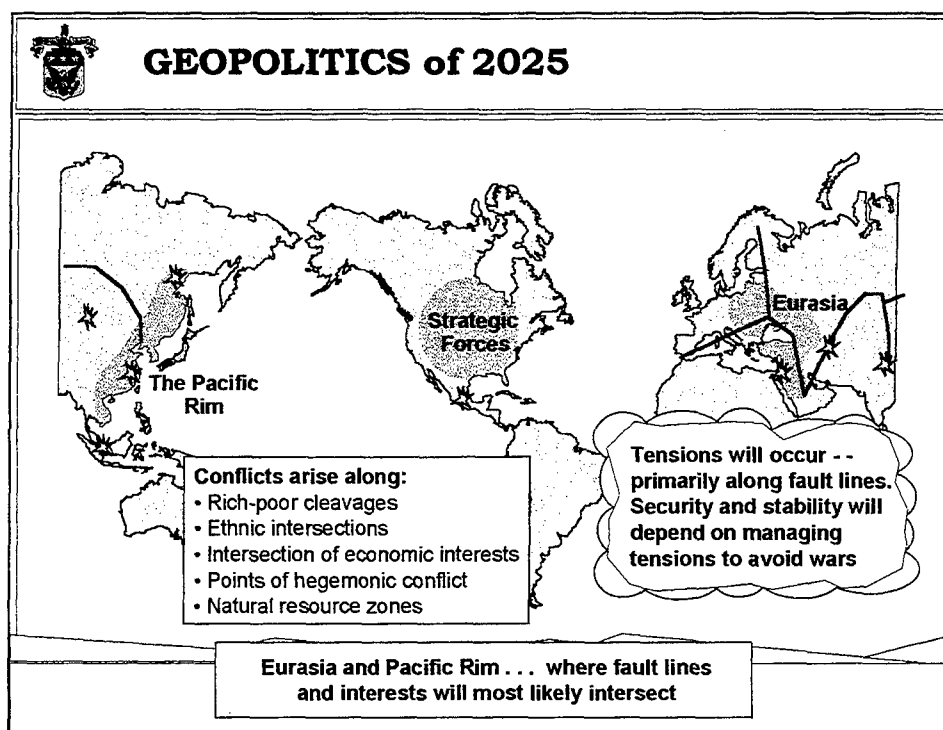 GEOPOLITICS of 2025
Strategic
Forces
Eurasia
The Pacific
Rim
Tensions will occur - -
primarily along fault lines.
Security and stability will
depend on managing
tensions to avoid wars
Conflicts arise along:
• Rich-poor cleavages
• Ethnic intersections
• Intersection of economic interests
• Points of hegemonic conflict
• Natural resource zones
Eurasia and Pacific Rim . . . where fault lines
and interests will most likely intersect